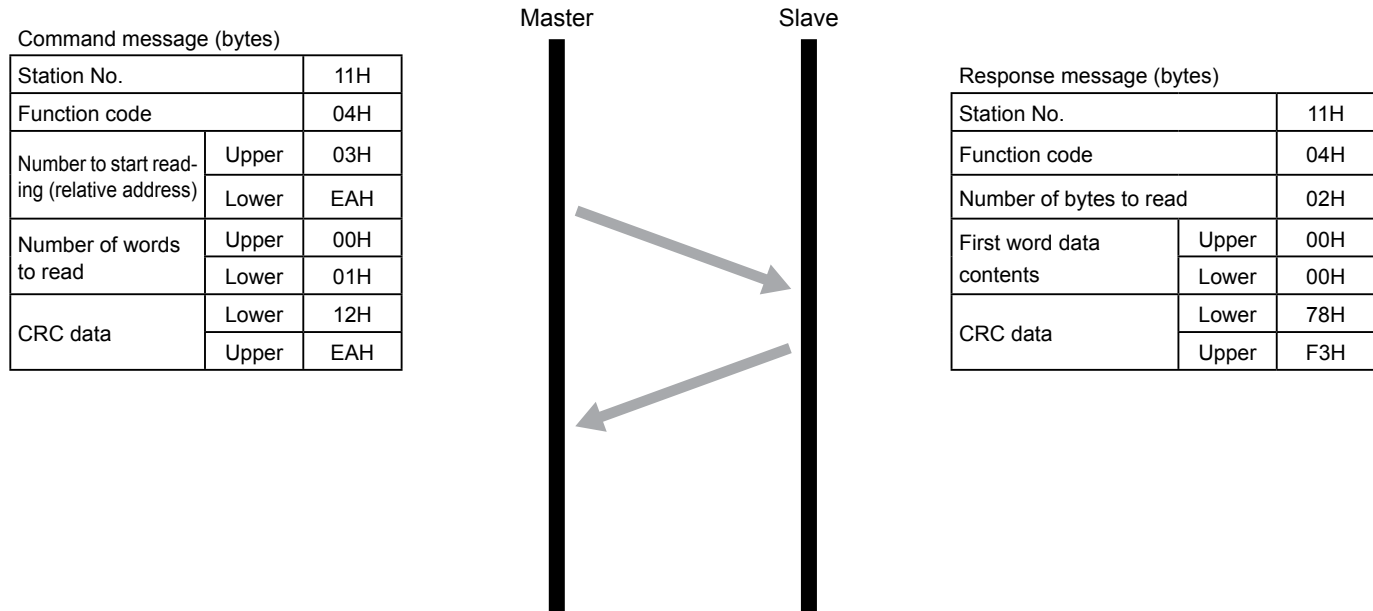 Master
Slave
Command message (bytes)
Station No. 11H
Function code 04H
Number to start read-
ing (relative address)
Upper 03H
Lower EAH
Number of words
to read
Upper 00H
Lower 01H
CRC data
Lower 12H
Upper EAH
Response message (bytes)
Station No. 11H
Function code 04H
Number of bytes to read 02H
First word data
contents
Upper 00H
Lower 00H
CRC data
Lower 78H
Upper F3H